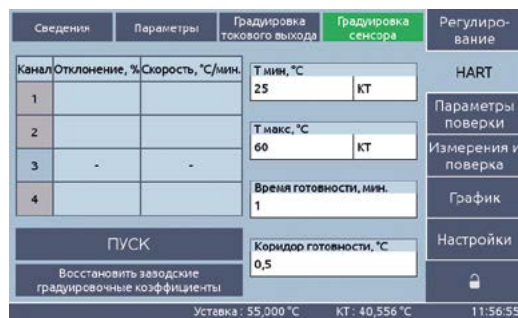 Сведения
Параметры
Градуировка
токового выхода
Градуировка
сенсора
Регулиро-
вание
Канал Отклонение, % Скорость, °С/мин.
1
2
3 - -
4
Т мин, °С
25 КТ
Т макс, °С
60 КТ
Время готовности, мин.
1
Коридор готовности, °С
0,5
ПУСК
Восстановить заводские
градуировочные коэффициенты
HART
Параметры
поверки
Измерения и
поверка
График
Настройки
Уставка : 55,000 °С КТ : 40,556 °С 11:56:55